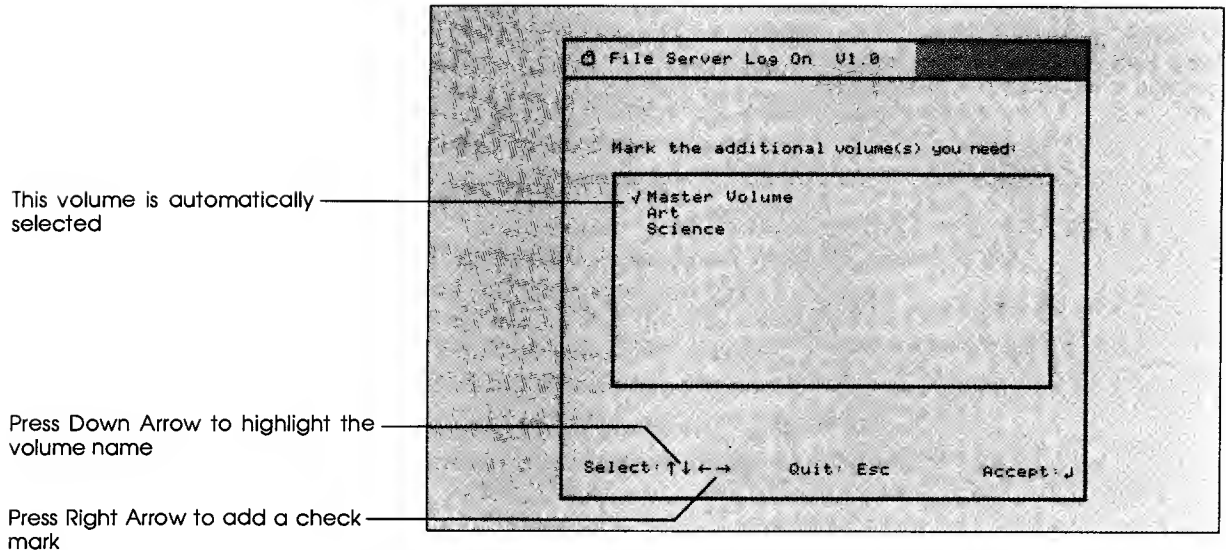 File Server Log On V1.0
Mark the additional volume(s) you need:
This volume is automatically
selected
√ Master Volume
Art
Science
Press Down Arrow to highlight the
volume name
Select: ↑ ↓ ← → Quit: Esc Accept: ↲
Press Right Arrow to add a check
mark